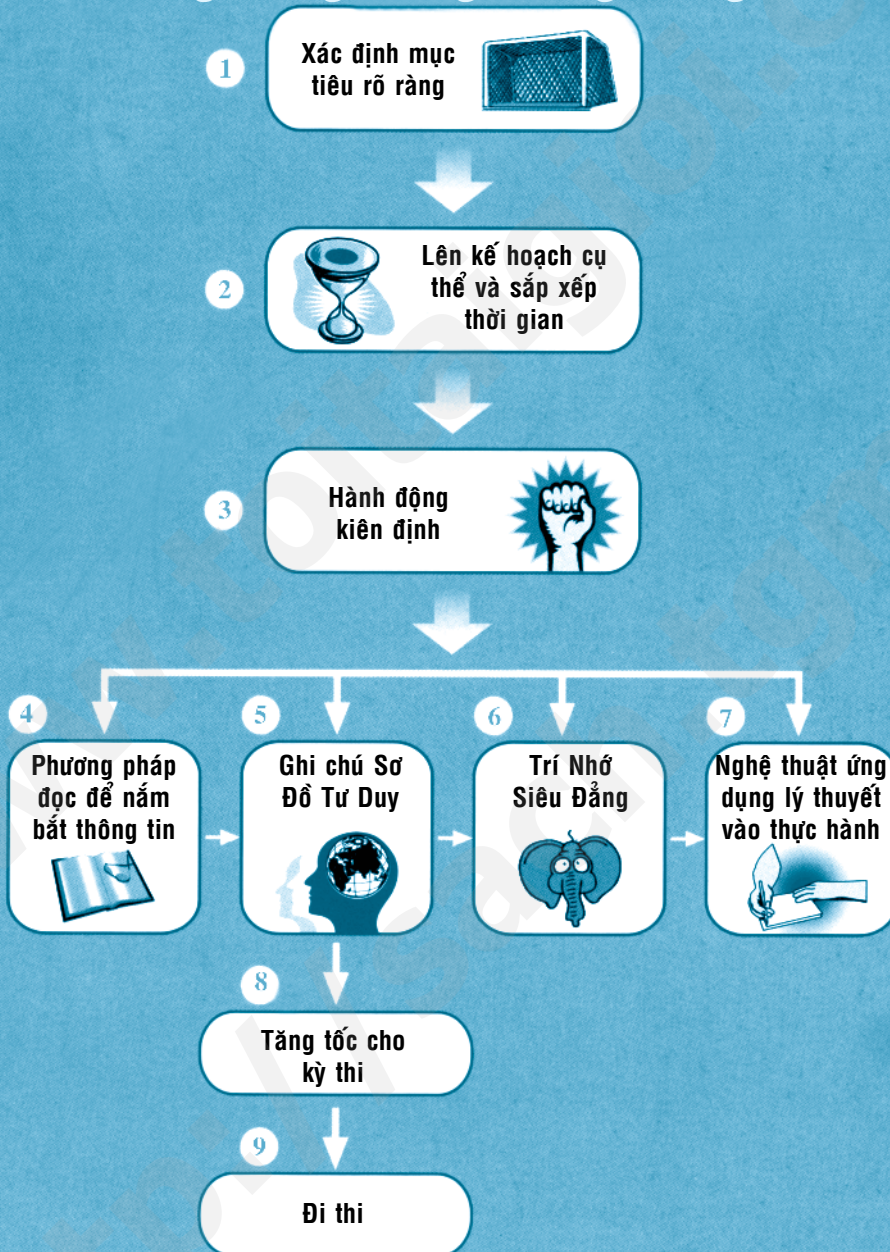 1
Xác định mục
tiêu rõ ràng
2
Lên kế hoạch cụ
thể và sắp xếp
thời gian
3
Hành động
kiên định
4
Phương pháp
đọc để nắm
bắt thông tin
5
Ghi chú Sơ
Đồ Tư Duy
6
Trí Nhớ
Siêu Đẳng
7
Nghệ thuật ứng
dụng lý thuyết
vào thực hành
8
Tăng tốc cho
kỳ thi
9
Đi thi